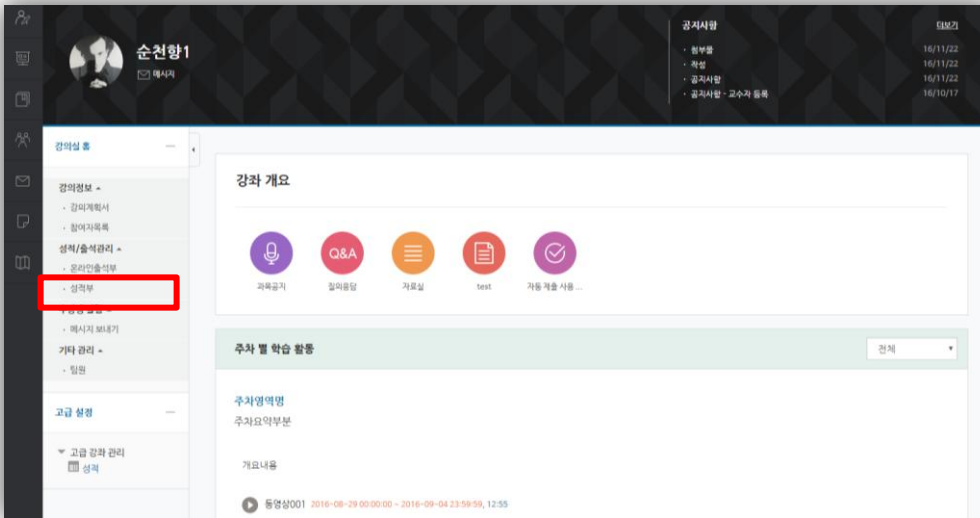 순천향1
메시지
공지사항 더보기
· 첨부물 16/11/22
· 작성 16/11/22
· 공지사항 16/11/22
· 공지사항 - 교수자 등록 16/10/17
강의실 홈
강의정보
· 강의계획서
· 참여자목록
성적/출석관리
· 온라인출석부
· 성적부
· 메시지 보내기
기타 관리
· 팀원
고급 설정
고급 강좌 관리
성적
강좌 개요
Q&A
과목공지 질의응답 자료실 test 자동 제출 사용 ...
주차 별 학습 활동 전체
주차영역명
주차요약부분
개요내용
동영상001 2016-08-29 00:00:00 ~ 2016-09-04 23:59:59, 12:55